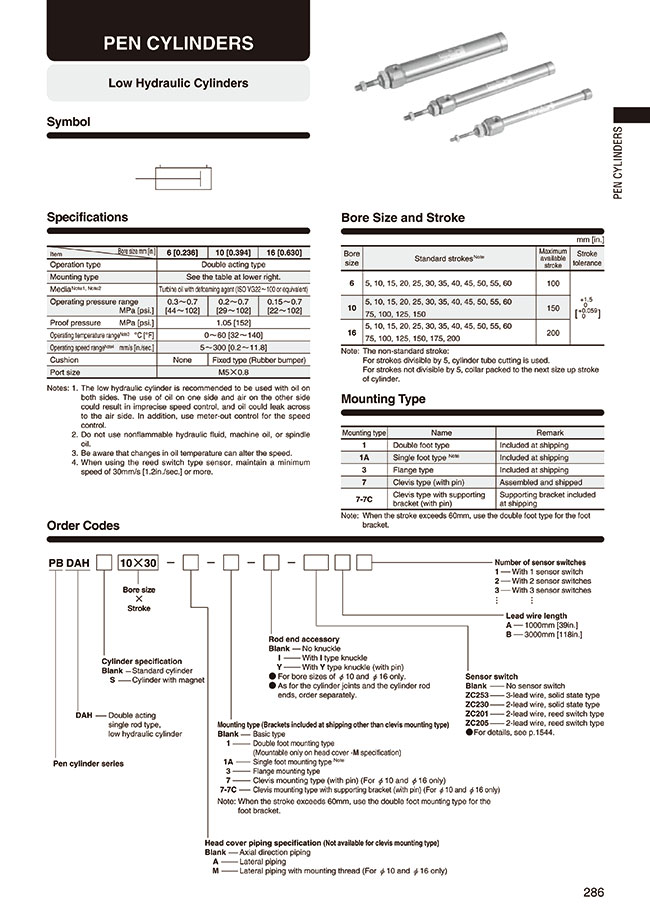 PEN CYLINDERS
Low Hydraulic Cylinders
Symbol
PEN CYLINDERS
Specifications
Item Bore size mm [in.] 6 [0.236] 10 [0.394] 16 [0.630]
Operation type Double acting type
Mounting type See the table at lower right.
Media Note1, Note2 Turbine oil with defoaming agent (ISO VG22~100 or equivalent)
Operating pressure range MPa [psi.] 0.3~0.7 [44~102] 0.2~0.7 [29~102] 0.15~0.7 [22~102]
Proof pressure MPa [psi.] 1.05 [152]
Operating temperature range Note3 °C [°F] 0~60 [32~140]
Operating speed range Note4 mm/s [in./sec.] 5~300 [0.2~11.8]
Cushion None Fixed type (Rubber bumper)
Port size M5×0.8
Notes: 1. The low hydraulic cylinder is recommended to be used with oil on
both sides. The use of oil on one side and air on the other side
could result in imprecise speed control, and oil could leak across
to the air side. In addition, use meter-out control for the speed
control.
2. Do not use nonflammable hydraulic fluid, machine oil, or spindle
oil.
3. Be aware that changes in oil temperature can alter the speed.
4. When using the reed switch type sensor, maintain a minimum
speed of 30mm/s [1.2in./sec.] or more.
Bore Size and Stroke
mm [in.]
Bore size Standard strokes Note Maximum available stroke Stroke tolerance
6 5, 10, 15, 20, 25, 30, 35, 40, 45, 50, 55, 60 100
10 5, 10, 15, 20, 25, 30, 35, 40, 45, 50, 55, 60
75, 100, 125, 150 150 +1.5 0 [+0.059 0]
16 5, 10, 15, 20, 25, 30, 35, 40, 45, 50, 55, 60
75, 100, 125, 150, 175, 200 200
Note: The non-standard stroke:
For strokes divisible by 5, cylinder tube cutting is used.
For strokes not divisible by 5, collar packed to the next size up stroke
of cylinder.
Mounting Type
Mounting type Name Remark
1 Double foot type Included at shipping
1A Single foot type Note Included at shipping
3 Flange type Included at shipping
7 Clevis type (with pin) Assembled and shipped
7-7C Clevis type with supporting bracket (with pin) Supporting bracket included at shipping
Note: When the stroke exceeds 60mm, use the double foot type for the foot
bracket.
Order Codes
PB DAH 10×30 – – – –
Bore size
×
Stroke
Cylinder specification
Blank – Standard cylinder
S — Cylinder with magnet
DAH — Double acting
single rod type,
low hydraulic cylinder
Pen cylinder series
Number of sensor switches
1 — With 1 sensor switch
2 — With 2 sensor switches
3 — With 3 sensor switches
⋮ ⋮
Lead wire length
A — 1000mm [39in.]
B — 3000mm [118in.]
Sensor switch
Blank — No sensor switch
ZC253 — 3-lead wire, solid state type
ZC230 — 2-lead wire, solid state type
ZC201 — 2-lead wire, reed switch type
ZC205 — 2-lead wire, reed switch type
●For details, see p.1544.
Rod end accessory
Blank — No knuckle
I — With I type knuckle
Y — With Y type knuckle (with pin)
● For bore sizes of φ10 and φ16 only.
● As for the cylinder joints and the cylinder rod
ends, order separately.
Mounting type (Brackets included at shipping other than clevis mounting type)
Blank — Basic type
1 — Double foot mounting type
(Mountable only on head cover -M specification)
1A — Single foot mounting type Note
3 — Flange mounting type
7 — Clevis mounting type (with pin) (For φ10 and φ16 only)
7-7C — Clevis mounting type with supporting bracket (with pin) (For φ10 and φ16 only)
Note: When the stroke exceeds 60mm, use the double foot mounting type for the
foot bracket.
Head cover piping specification (Not available for clevis mounting type)
Blank — Axial direction piping
A — Lateral piping
M — Lateral piping with mounting thread (For φ10 and φ16 only)
286